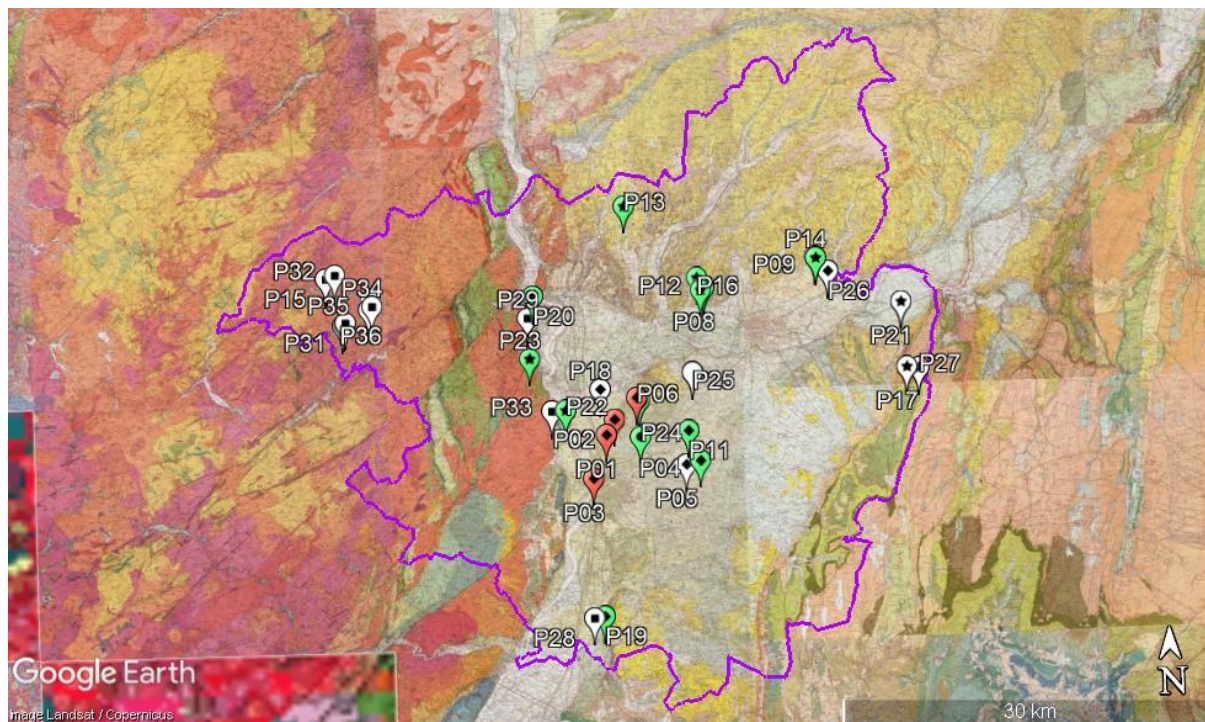 P13
P14
P09
P26
P32
P34
P15
P35
P31
P36
P29
P20
P23
P12
P16
P08
P21
P27
P17
P18
P25
P33
P22
P06
P02
P24
P11
P01
P04
P05
P03
P28
P19
Google Earth
Image Landsat / Copernicus
N
30 km